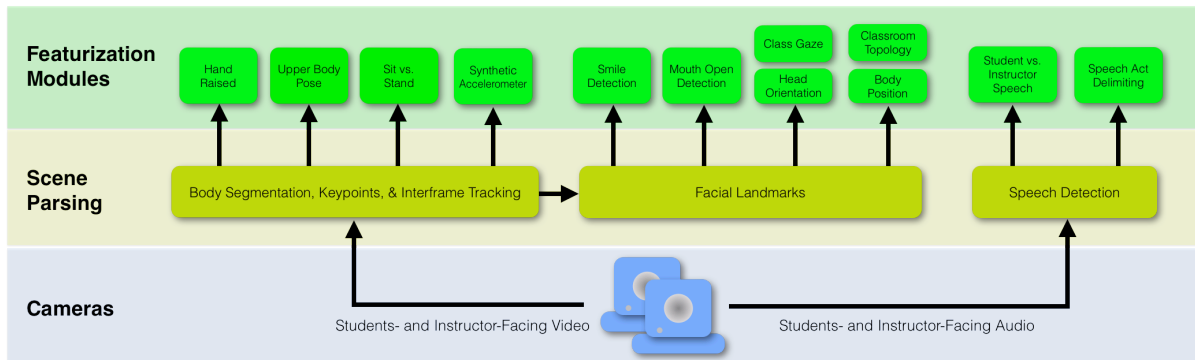 Featurization
Modules
Hand
Raised
Upper Body
Pose
Sit vs.
Stand
Synthetic
Accelerometer
Smile
Detection
Mouth Open
Detection
Class Gaze
Head
Orientation
Classroom
Topology
Body
Position
Student vs.
Instructor
Speech
Speech Act
Delimiting
Scene
Parsing
Body Segmentation, Keypoints, & Interframe Tracking
Facial Landmarks
Speech Detection
Cameras
Students- and Instructor-Facing Video
Students- and Instructor-Facing Audio